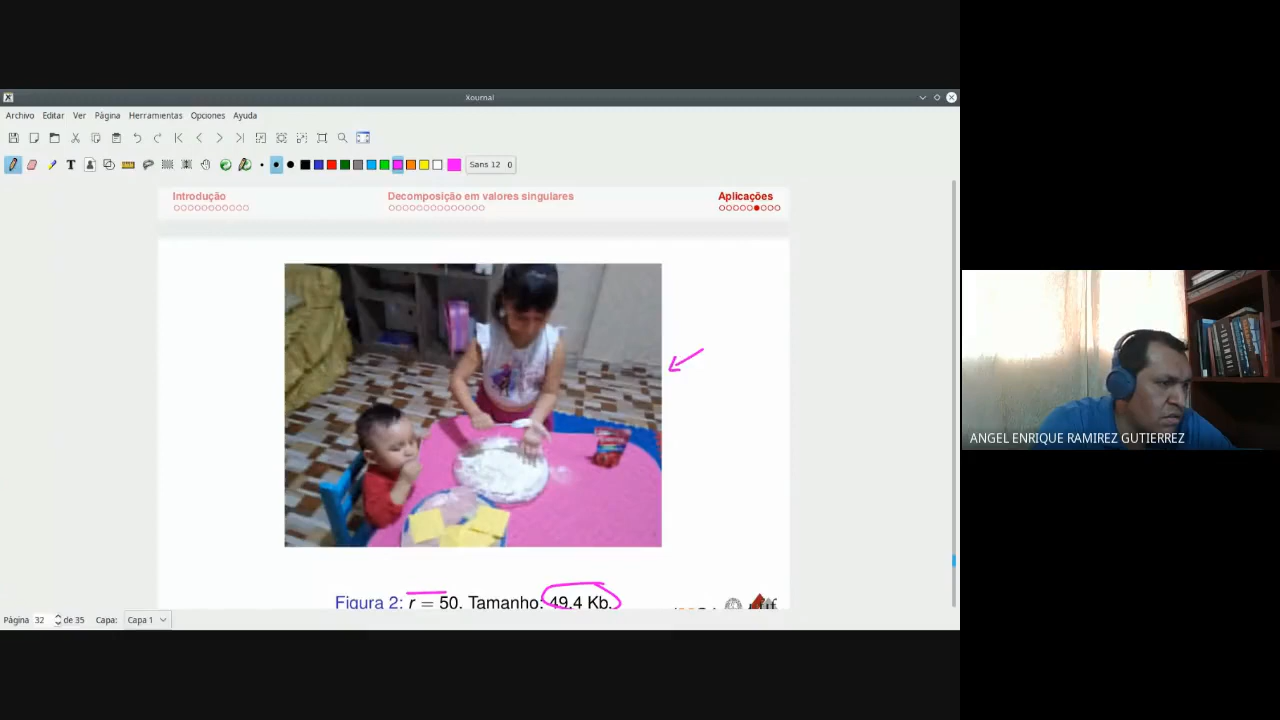 Xournal
Archivo Editar Ver Página Herramientas Opciones Ayuda
Sans 12 0
Introdução Decomposição em valores singulares Aplicações
Figura 2: r = 50. Tamanho: 49.4 Kb.
ANGEL ENRIQUE RAMIREZ GUTIERREZ
Página 32 de 35 Capa: Capa 1